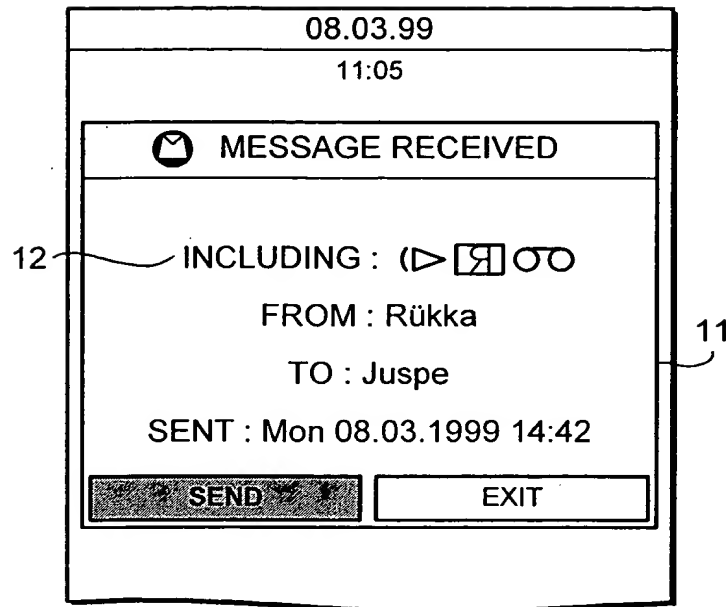 08.03.99
11:05
MESSAGE RECEIVED
12
INCLUDING :
FROM : Rükka
11
TO : Juspe
SENT : Mon 08.03.1999 14:42
SEND EXIT